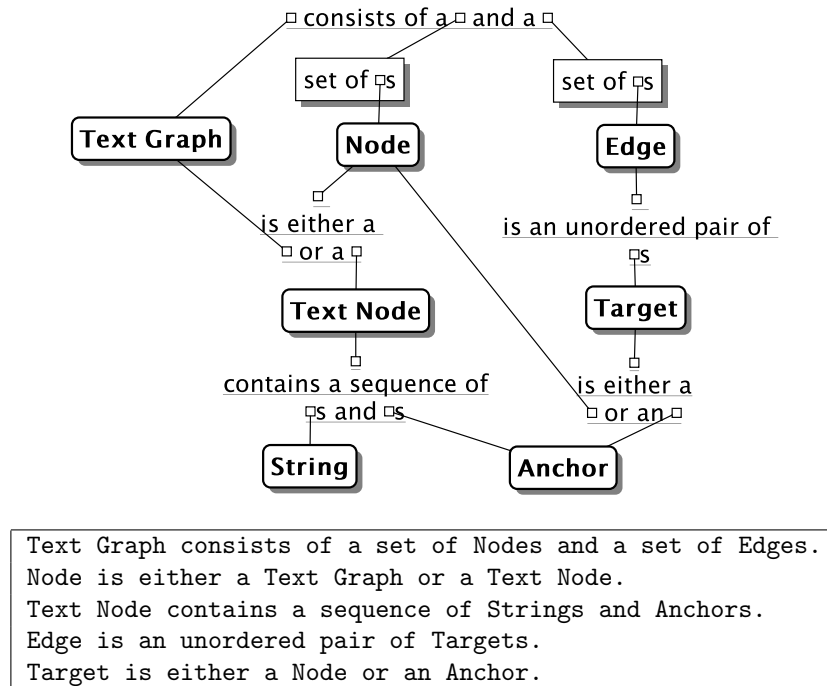 consists of a and a
set of s
set of s
Text Graph
Node
Edge
is either a
or a
is an unordered pair of
s
Text Node
Target
contains a sequence of
s and s
is either a
or an
String
Anchor
Text Graph consists of a set of Nodes and a set of Edges.
Node is either a Text Graph or a Text Node.
Text Node contains a sequence of Strings and Anchors.
Edge is an unordered pair of Targets.
Target is either a Node or an Anchor.